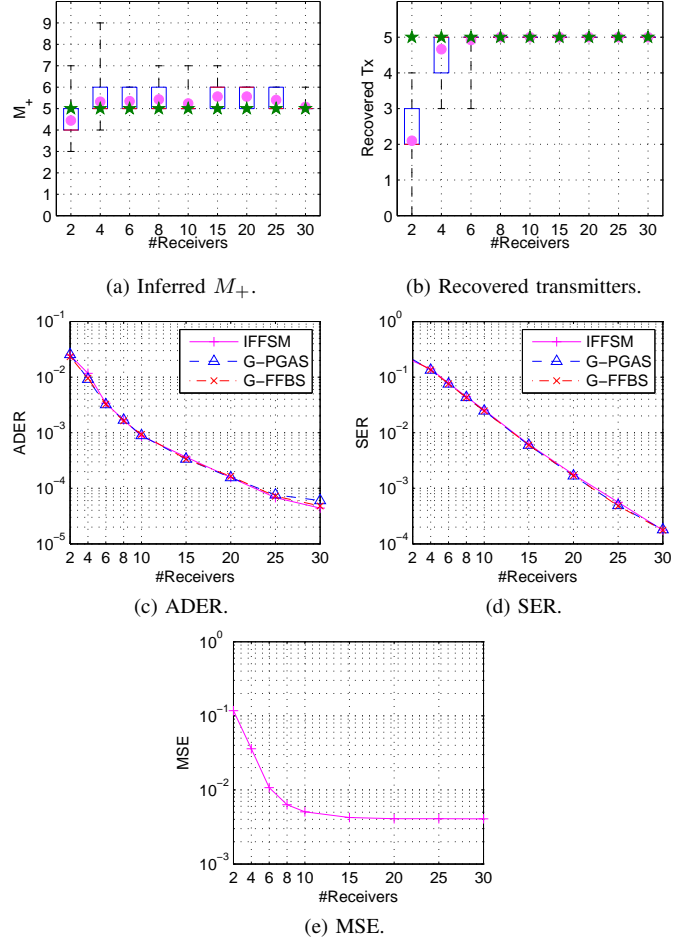 9
8
7
6
5
4
3
2
1
0
M+
2 4 6 8 10 15 20 25 30
#Receivers
(a) Inferred M+.
6
5
4
3
2
1
0
Recovered Tx
2 4 6 8 10 15 20 25 30
#Receivers
(b) Recovered transmitters.
10^-1
10^-2
10^-3
10^-4
10^-5
ADER
IFFSM
G-PGAS
G-FFBS
2 4 6 8 10 15 20 25 30
#Receivers
(c) ADER.
10^0
10^-1
10^-2
10^-3
10^-4
SER
IFFSM
G-PGAS
G-FFBS
2 4 6 8 10 15 20 25 30
#Receivers
(d) SER.
10^0
10^-1
10^-2
10^-3
MSE
2 4 6 8 10 15 20 25 30
#Receivers
(e) MSE.